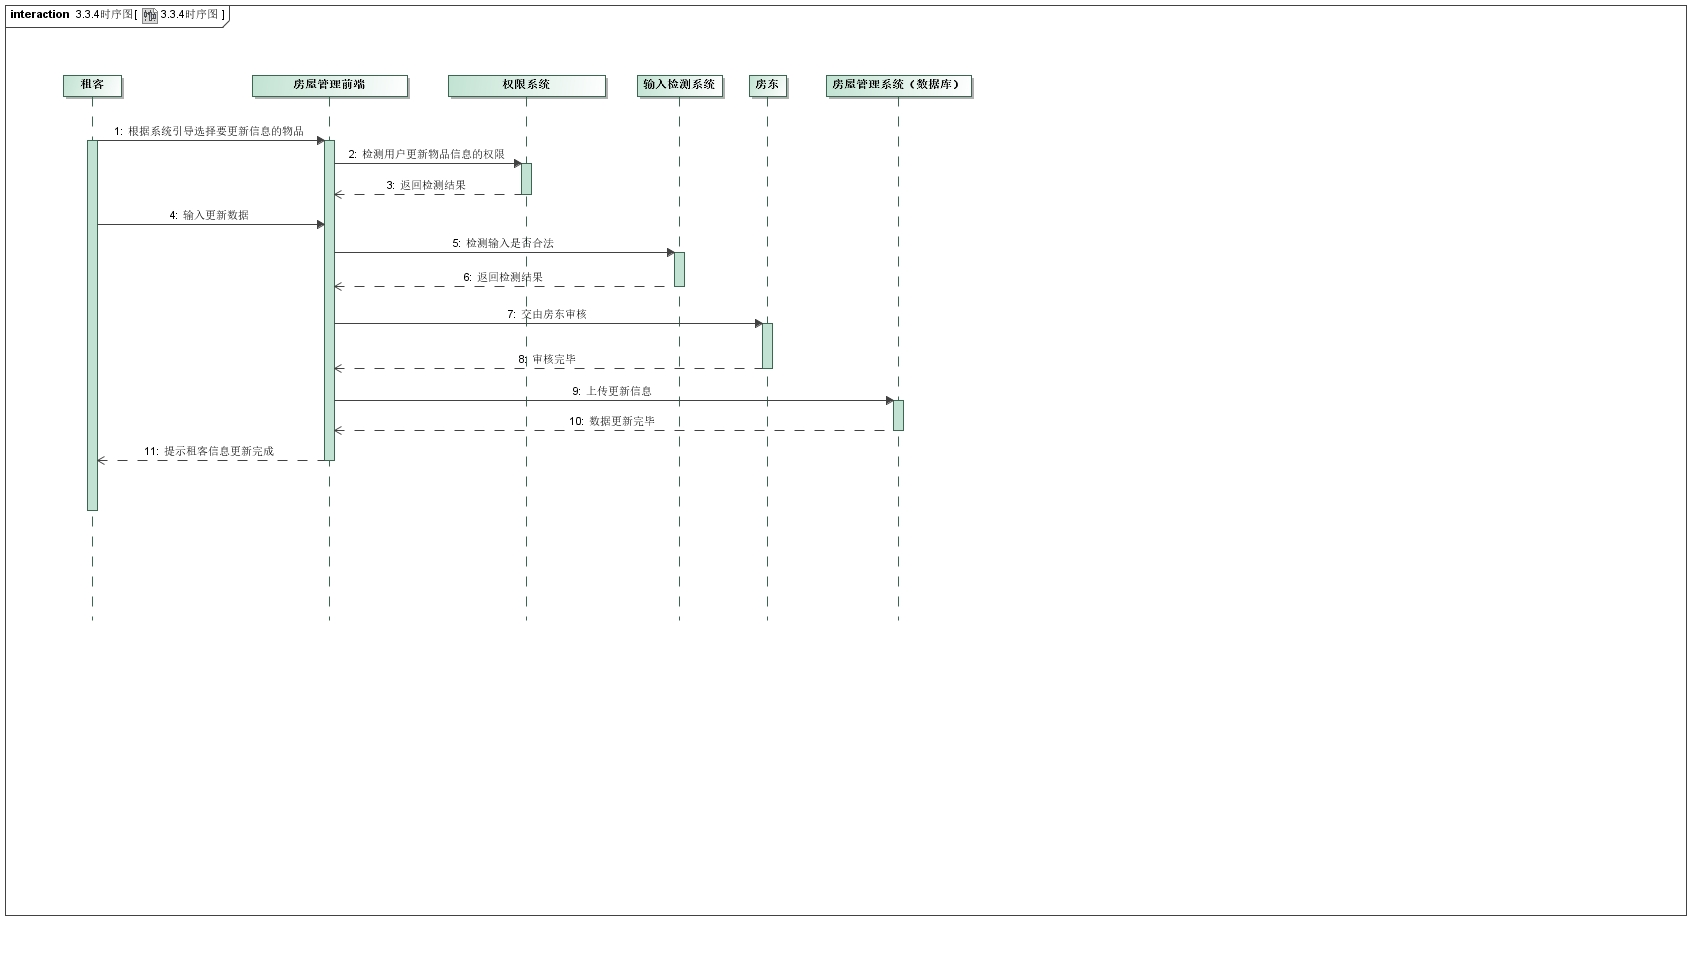 interaction 3.3.4时序图[ 3.3.4时序图 ]
租客
房屋管理前端
权限系统
输入检测系统
房东
房屋管理系统（数据库）
1: 根据系统引导选择要更新信息的物品
2: 检测用户更新物品信息的权限
3: 返回检测结果
4: 输入更新数据
5: 检测输入是否合法
6: 返回检测结果
7: 交由房东审核
8: 审核完毕
9: 上传更新信息
10: 数据更新完毕
11: 提示租客信息更新完成